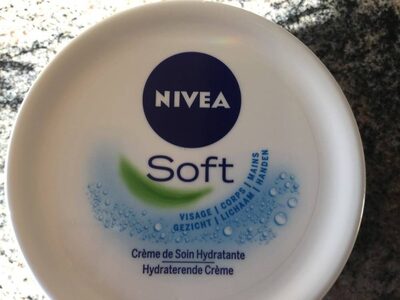 NIVEA
Soft
VISAGE | CORPS | MAINS
GEZICHT | LICHAAM | HANDEN
Crème de Soin Hydratante
Hydraterende Crème